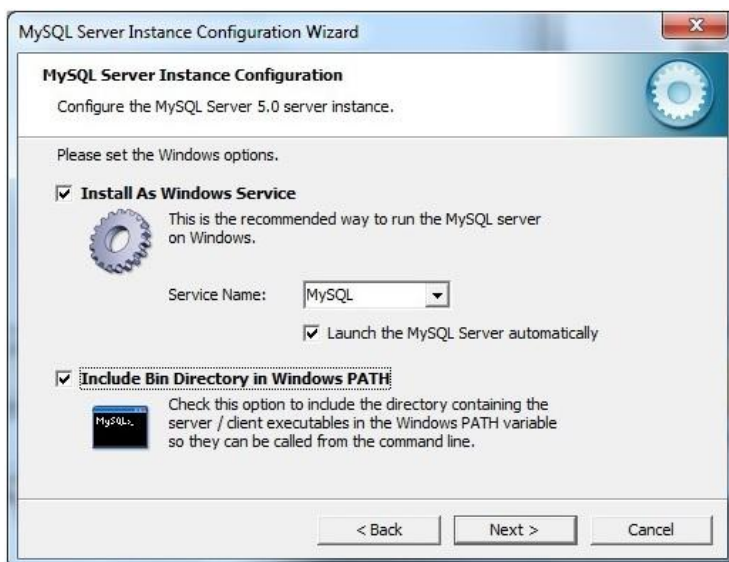 MySQL Server Instance Configuration Wizard
MySQL Server Instance Configuration
Configure the MySQL Server 5.0 server instance.
Please set the Windows options.
Install As Windows Service
This is the recommended way to run the MySQL server
on Windows.
Service Name: MySQL
Launch the MySQL Server automatically
Include Bin Directory in Windows PATH
MySQL>_
Check this option to include the directory containing the
server / client executables in the Windows PATH variable
so they can be called from the command line.
< Back Next > Cancel